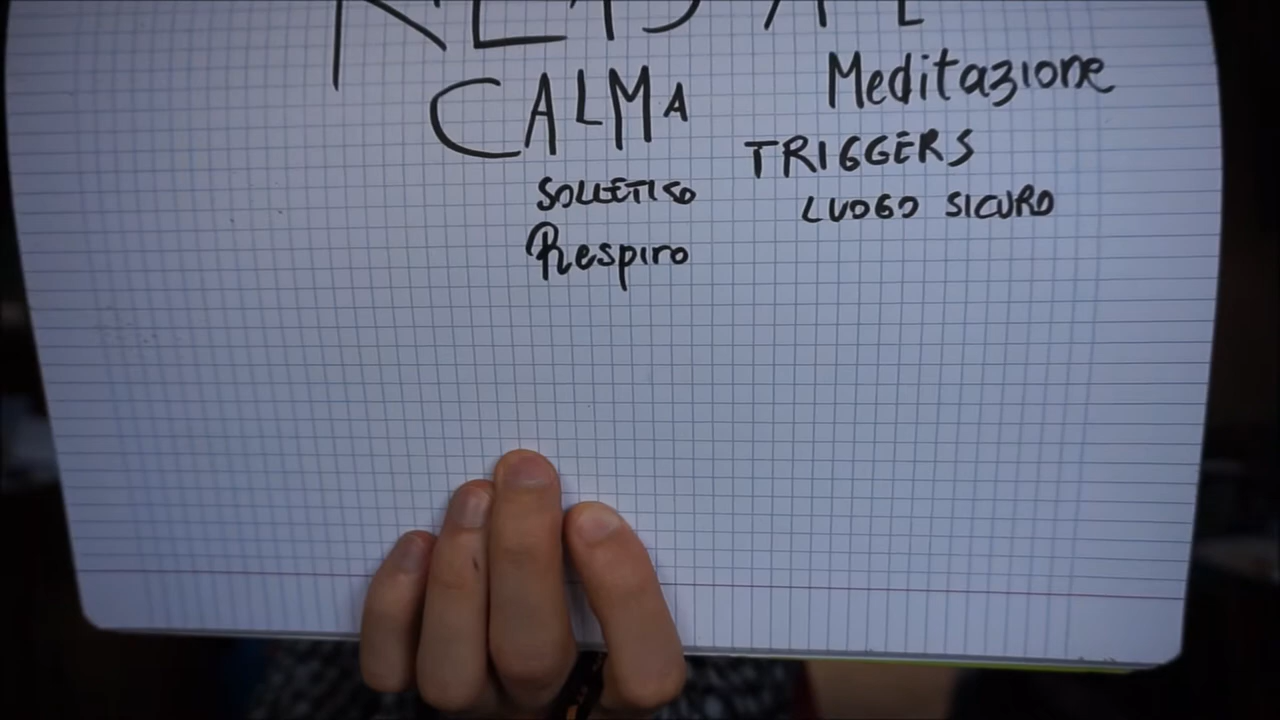 CALMA
Meditazione
TRIGGERS
SOLLETICO
LUOGO SICURO
Respiro